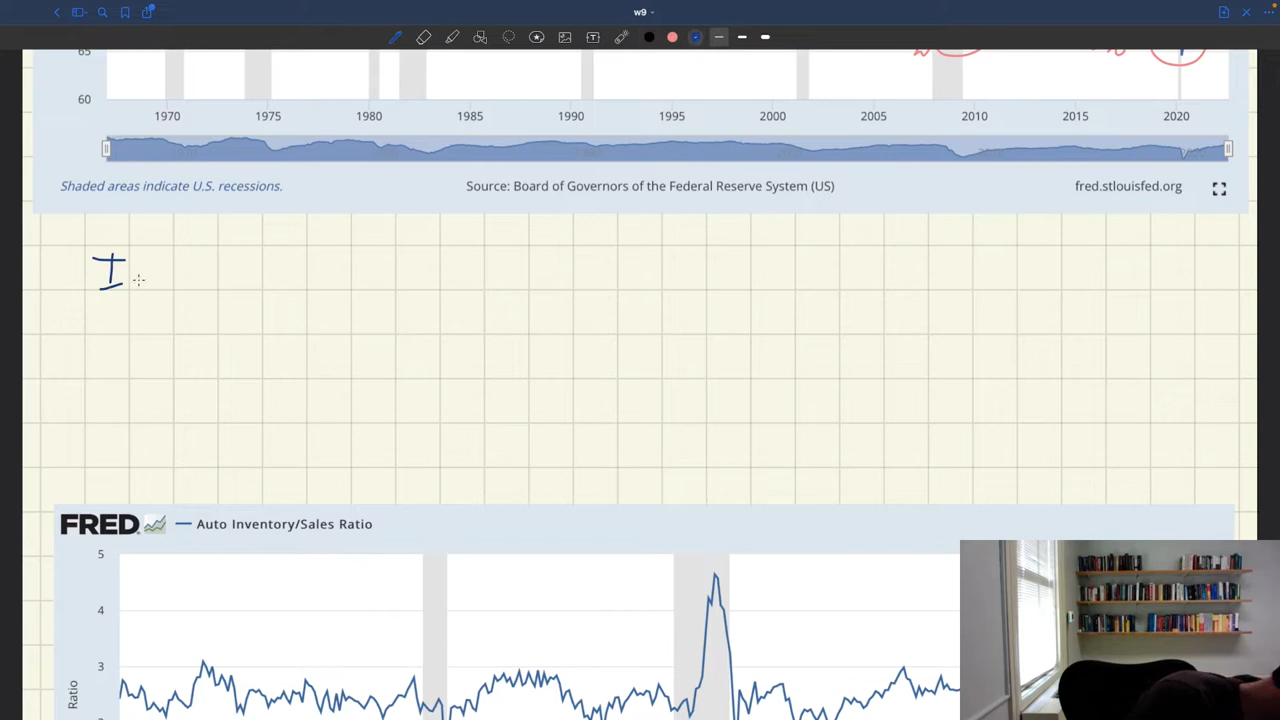 w9
65
60
1970 1975 1980 1985 1990 1995 2000 2005 2010 2015 2020
Shaded areas indicate U.S. recessions. Source: Board of Governors of the Federal Reserve System (US) fred.stlouisfed.org
I
FRED Auto Inventory/Sales Ratio
5
4
3
Ratio